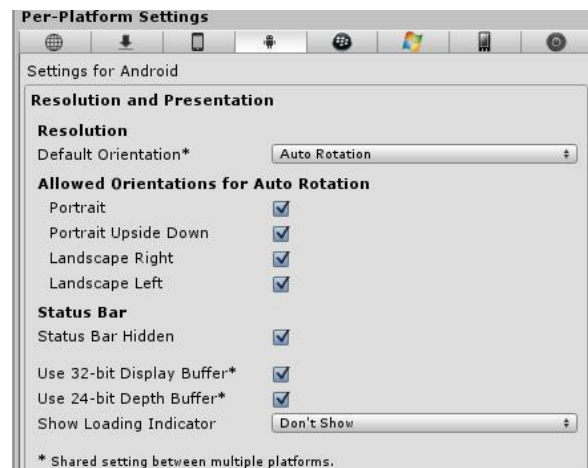 Per-Platform Settings
Settings for Android
Resolution and Presentation
Resolution
Default Orientation* Auto Rotation
Allowed Orientations for Auto Rotation
Portrait
Portrait Upside Down
Landscape Right
Landscape Left
Status Bar
Status Bar Hidden
Use 32-bit Display Buffer*
Use 24-bit Depth Buffer*
Show Loading Indicator Don't Show
* Shared setting between multiple platforms.